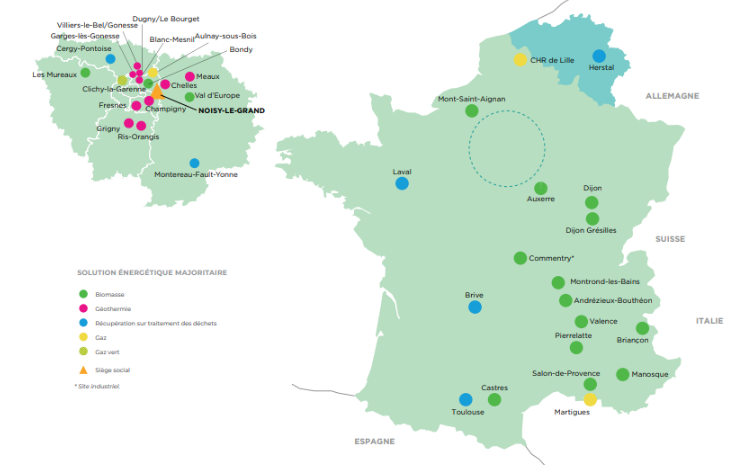 Dugny/Le Bourget
Villiers-le-Bel/Gonesse
Garges-lès-Gonesse
Blanc-Mesnil
Aulnay-sous-Bois
Cergy-Pontoise
Bondy
Les Mureaux
Meaux
Clichy-la-Garenne
Chelles
Val d'Europe
Fresnes
Champigny
NOISY-LE-GRAND
Grigny
Ris-Orangis
Montereau-Fault-Yonne
CHR de Lille
Herstal
ALLEMAGNE
Mont-Saint-Aignan
Laval
Auxerre
Dijon
Dijon Grésilles
SUISSE
Commentry*
Montrond-les-Bains
Brive
Andrézieux-Bouthéon
ITALIE
Valence
Pierrelatte
Briançon
Salon-de-Provence
Manosque
Castres
Toulouse
Martigues
ESPAGNE
SOLUTION ÉNERGÉTIQUE MAJORITAIRE
Biomasse
Géothermie
Récupération sur traitement des déchets
Gaz
Gaz vert
Siège social
* Site industriel.